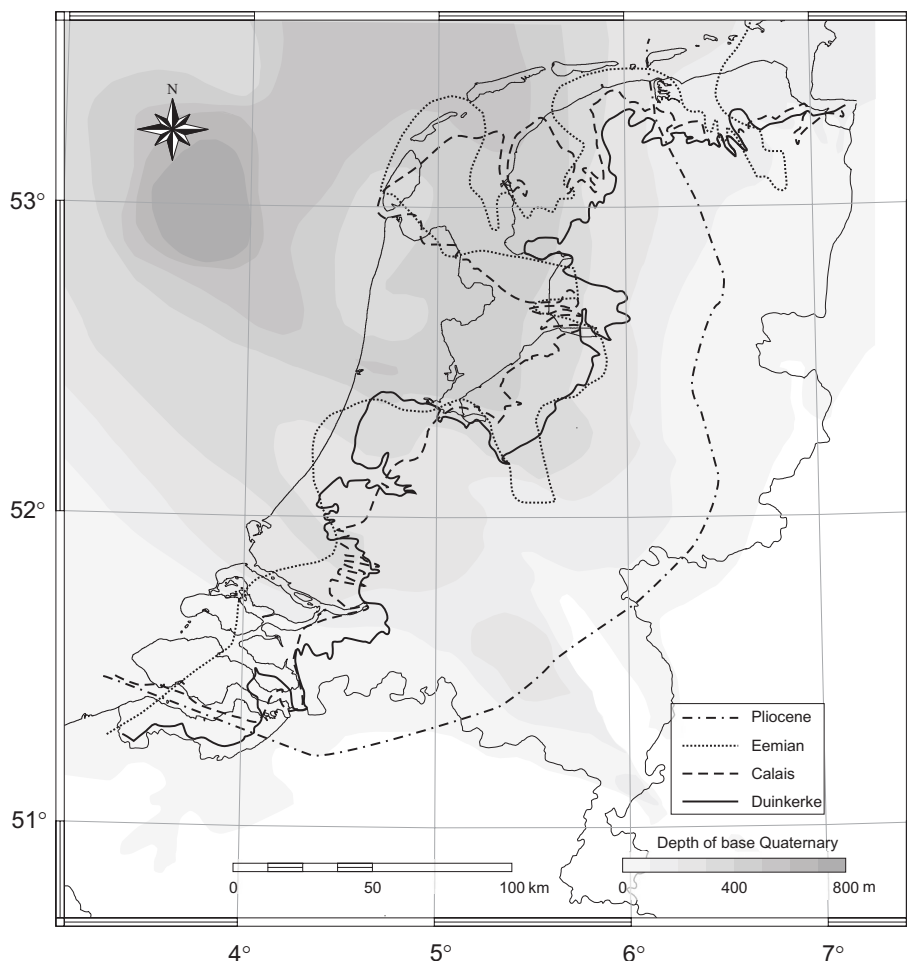 N
53°
52°
51°
Pliocene
Eemian
Calais
Duinkerke
Depth of base Quaternary
0 400 800 m
0 50 100 km
4° 5° 6° 7°